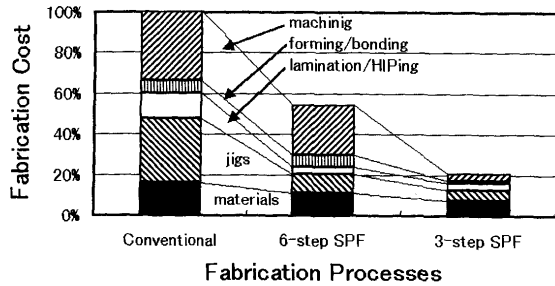 100%
80%
60%
40%
20%
0%
Fabrication Cost
machinig
forming/bonding
lamination/HIPing
jigs
materials
Conventional
6-step SPF
3-step SPF
Fabrication Processes